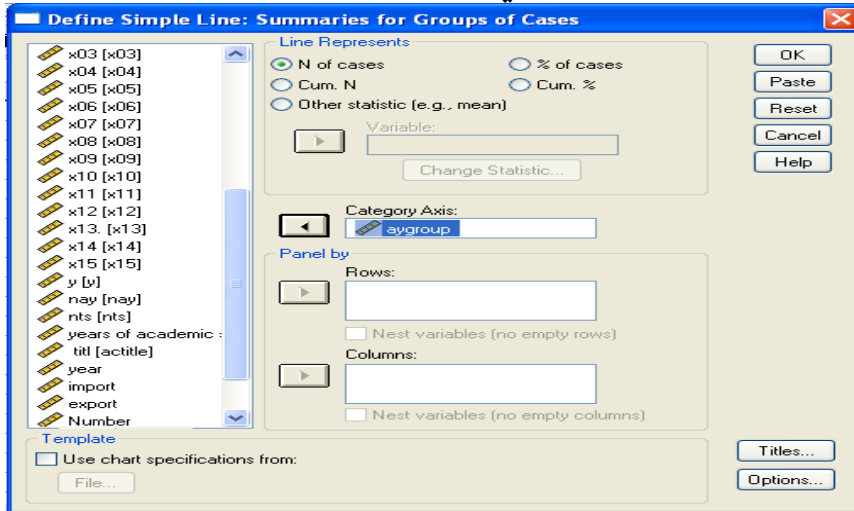 Define Simple Line: Summaries for Groups of Cases
x03 [x03]
x04 [x04]
x05 [x05]
x06 [x06]
x07 [x07]
x08 [x08]
x09 [x09]
x10 [x10]
x11 [x11]
x12 [x12]
x13. [x13]
x14 [x14]
x15 [x15]
y [y]
nay [nay]
nts [nts]
years of academic
titl [actitle]
year
import
export
Number
Line Represents
N of cases
% of cases
Cum. N
Cum. %
Other statistic (e.g., mean)
Variable:
Change Statistic...
Category Axis:
aygroup
Panel by
Rows:
Nest variables (no empty rows)
Columns:
Nest variables (no empty columns)
OK
Paste
Reset
Cancel
Help
Template
Use chart specifications from:
File...
Titles...
Options...